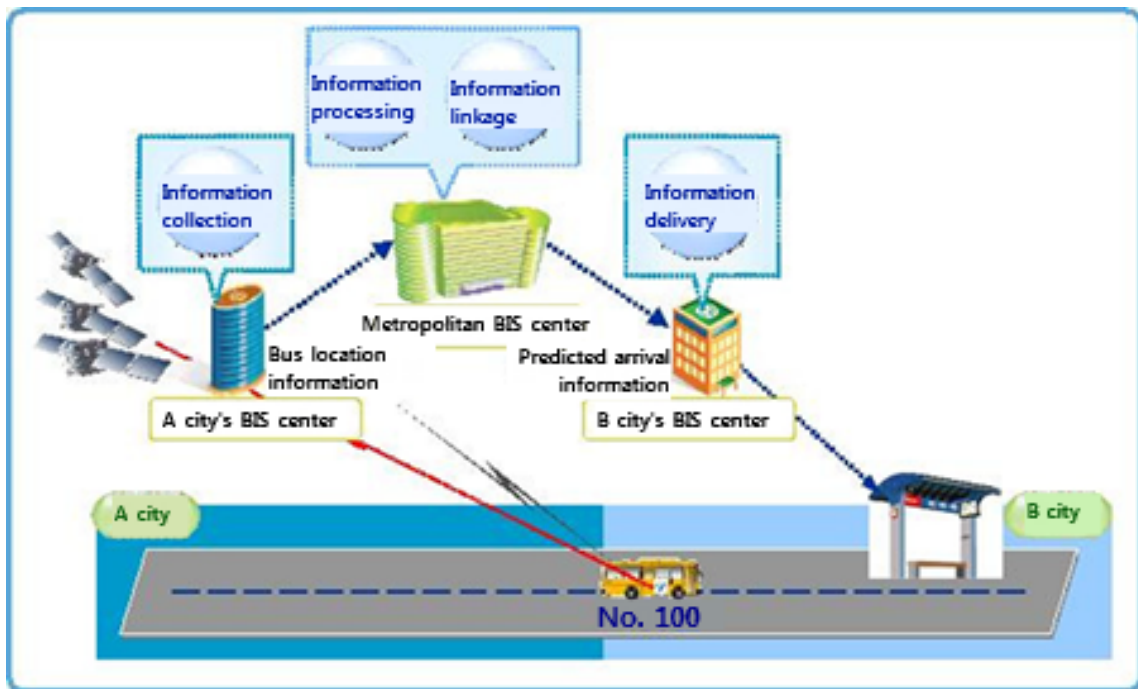 Information
processing
Information
linkage
Information
collection
Information
delivery
Metropolitan BIS center
Bus location
information
Predicted arrival
information
A city's BIS center
B city's BIS center
A city
B city
No. 100